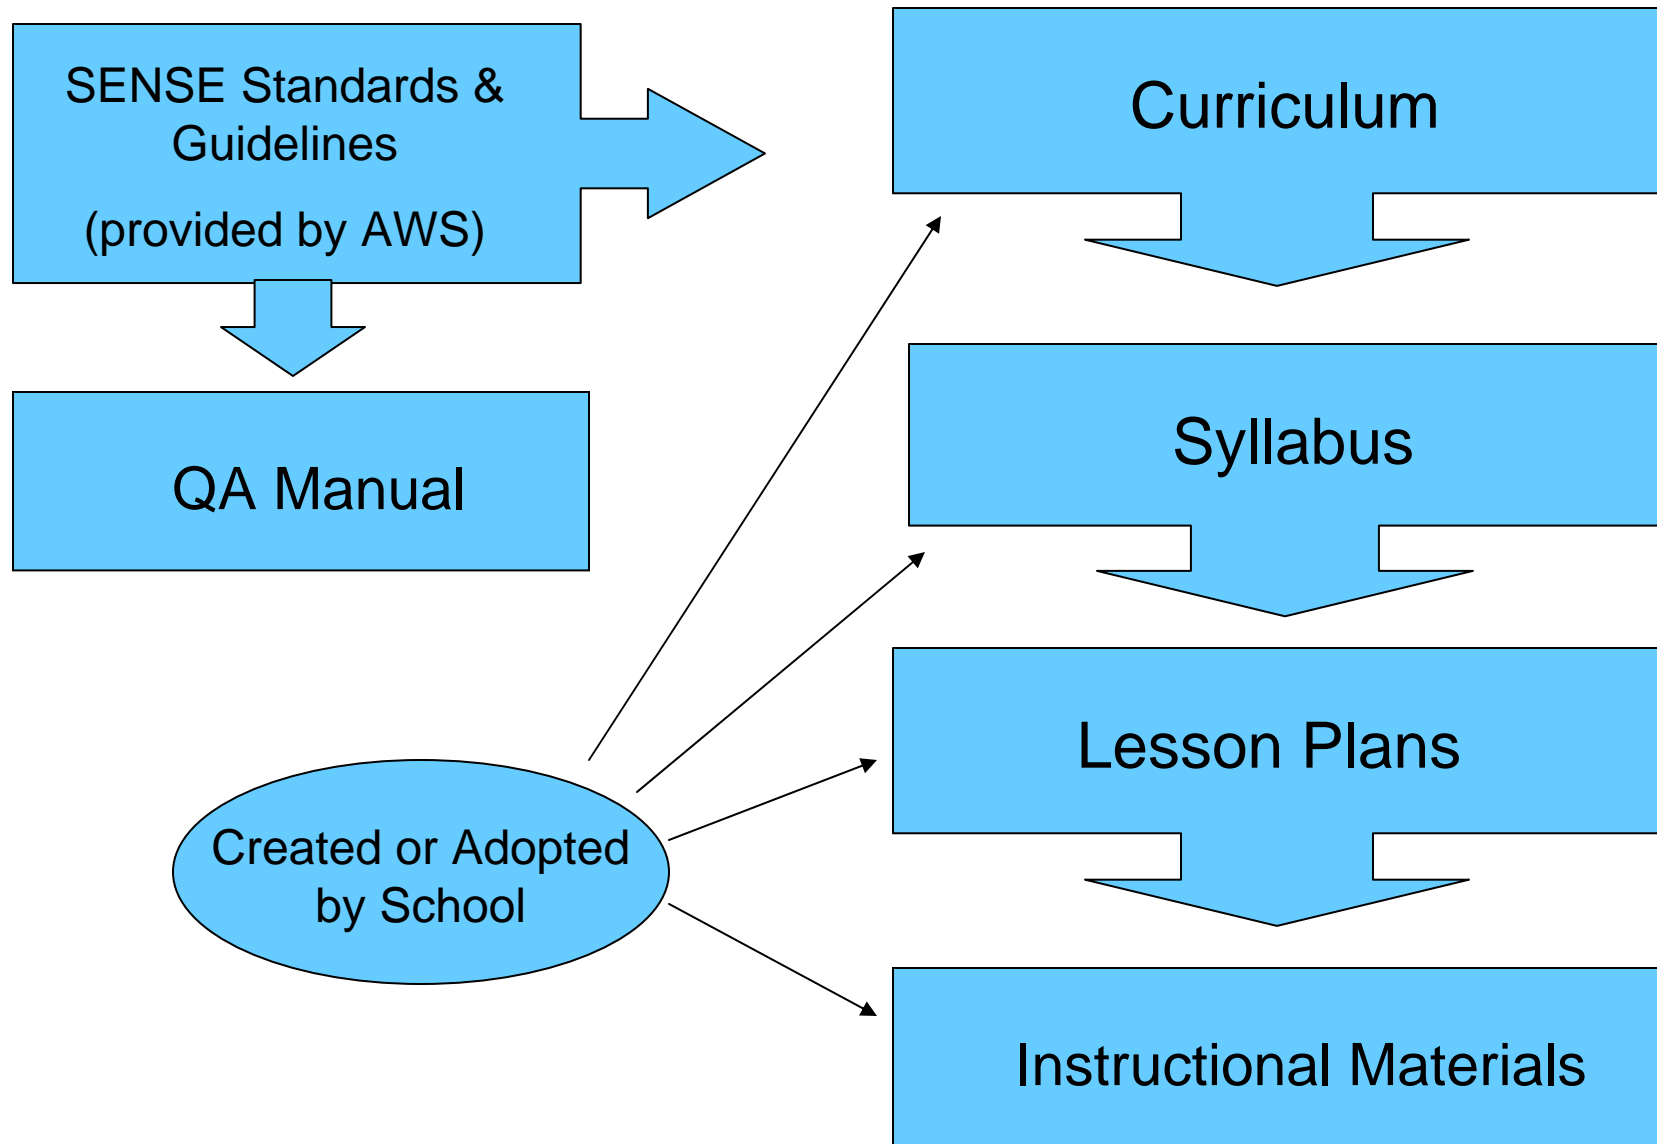 SENSE Standards &
Guidelines
(provided by AWS)
QA Manual
Curriculum
Syllabus
Lesson Plans
Instructional Materials
Created or Adopted
by School